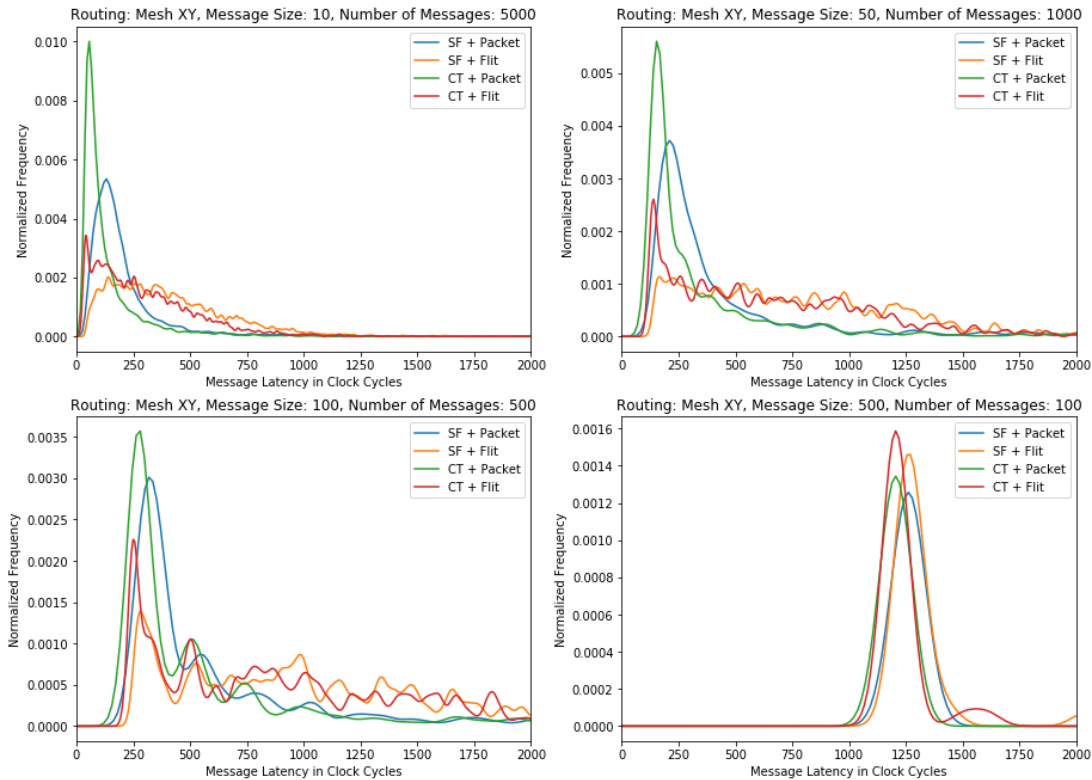 Routing: Mesh XY, Message Size: 10, Number of Messages: 5000
SF + Packet
SF + Flit
CT + Packet
CT + Flit
0.010
0.008
0.006
0.004
0.002
0.000
Normalized Frequency
0 250 500 750 1000 1250 1500 1750 2000
Message Latency in Clock Cycles
Routing: Mesh XY, Message Size: 50, Number of Messages: 1000
SF + Packet
SF + Flit
CT + Packet
CT + Flit
0.005
0.004
0.003
0.002
0.001
0.000
Normalized Frequency
0 250 500 750 1000 1250 1500 1750 2000
Message Latency in Clock Cycles
Routing: Mesh XY, Message Size: 100, Number of Messages: 500
SF + Packet
SF + Flit
CT + Packet
CT + Flit
0.0035
0.0030
0.0025
0.0020
0.0015
0.0010
0.0005
0.0000
Normalized Frequency
0 250 500 750 1000 1250 1500 1750 2000
Message Latency in Clock Cycles
Routing: Mesh XY, Message Size: 500, Number of Messages: 100
SF + Packet
SF + Flit
CT + Packet
CT + Flit
0.0016
0.0014
0.0012
0.0010
0.0008
0.0006
0.0004
0.0002
0.0000
Normalized Frequency
0 250 500 750 1000 1250 1500 1750 2000
Message Latency in Clock Cycles